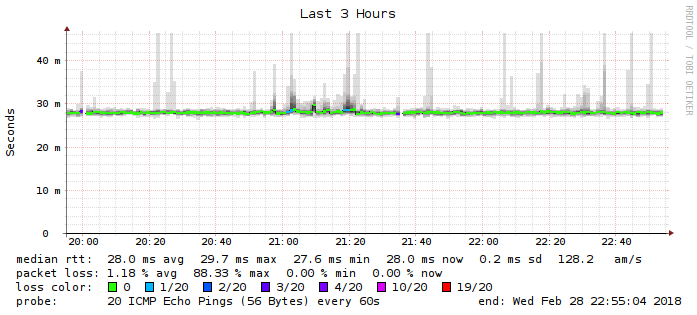 Last 3 Hours
RRDTOOL / TOBI OETIKER
Seconds
40 m
30 m
20 m
10 m
0
20:00 20:20 20:40 21:00 21:20 21:40 22:00 22:20 22:40
median rtt: 28.0 ms avg 29.7 ms max 27.6 ms min 28.0 ms now 0.2 ms sd 128.2 am/s
packet loss: 1.18 % avg 88.33 % max 0.00 % min 0.00 % now
loss color: 0 1/20 2/20 3/20 4/20 10/20 19/20
probe: 20 ICMP Echo Pings (56 Bytes) every 60s end: Wed Feb 28 22:55:04 2018